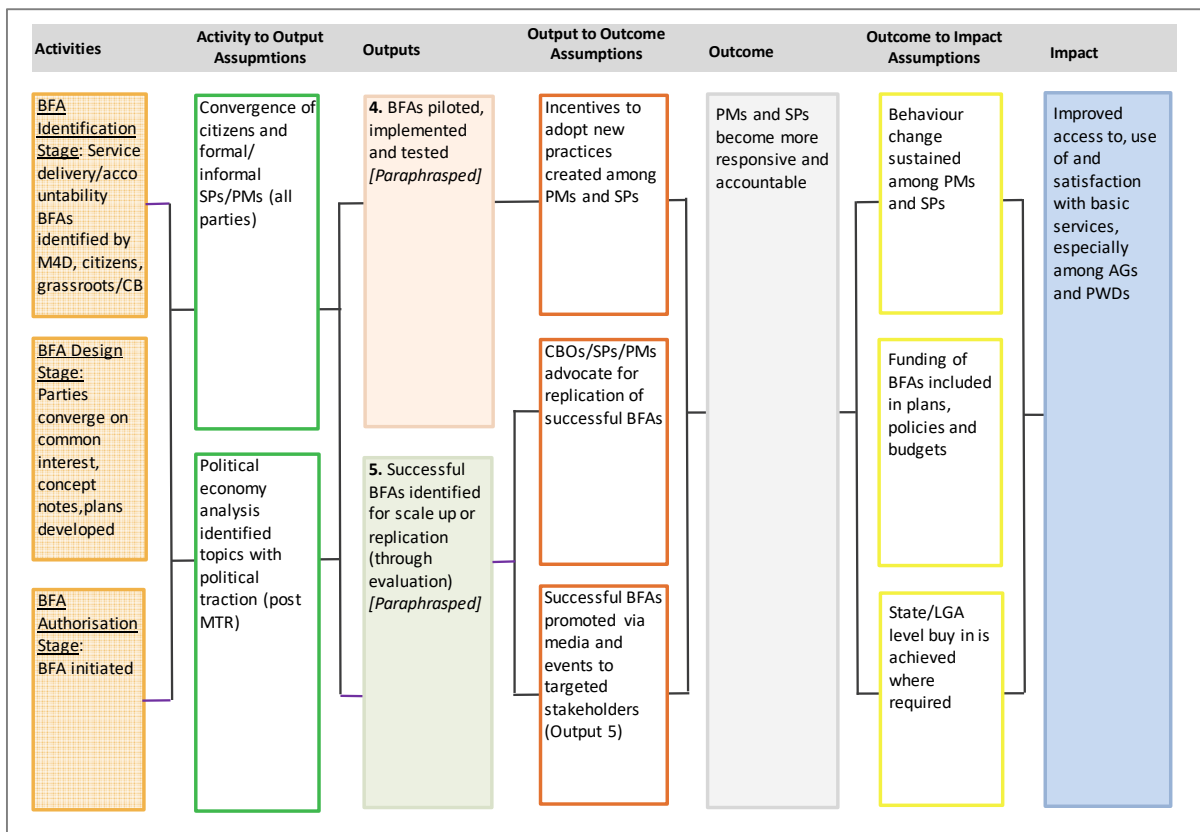 Activities
Activity to Output
Assupmtions
Outputs
Output to Outcome
Assumptions
Outcome
Outcome to Impact
Assumptions
Impact
BFA
Identification
Stage: Service
delivery/acco
untability
BFAs
identified by
M4D, citizens,
grassroots/CB
BFA Design
Stage:
Parties
converge on
common
interest,
concept
notes,plans
developed
BFA
Authorisation
Stage:
BFA initiated
Convergence of
citizens and
formal/
informal
SPs/PMs (all
parties)
Political
economy
analysis
identified
topics with
political
traction (post
MTR)
4. BFAs piloted,
implemented
and tested
[Paraphrasped]
5. Successful
BFAs identified
for scale up or
replication
(through
evaluation)
[Paraphrasped]
Incentives to
adopt new
practices
created among
PMs and SPs
CBOs/SPs/PMs
advocate for
replication of
successful BFAs
Successful BFAs
promoted via
media and
events to
targeted
stakeholders
(Output 5)
PMs and SPs
become more
responsive and
accountable
Behaviour
change
sustained
among PMs
and SPs
Funding of
BFAs included
in plans,
policies and
budgets
State/LGA
level buy in is
achieved
where
required
Improved
access to, use
of and
satisfaction
with basic
services,
especially
among AGs
and PWDs